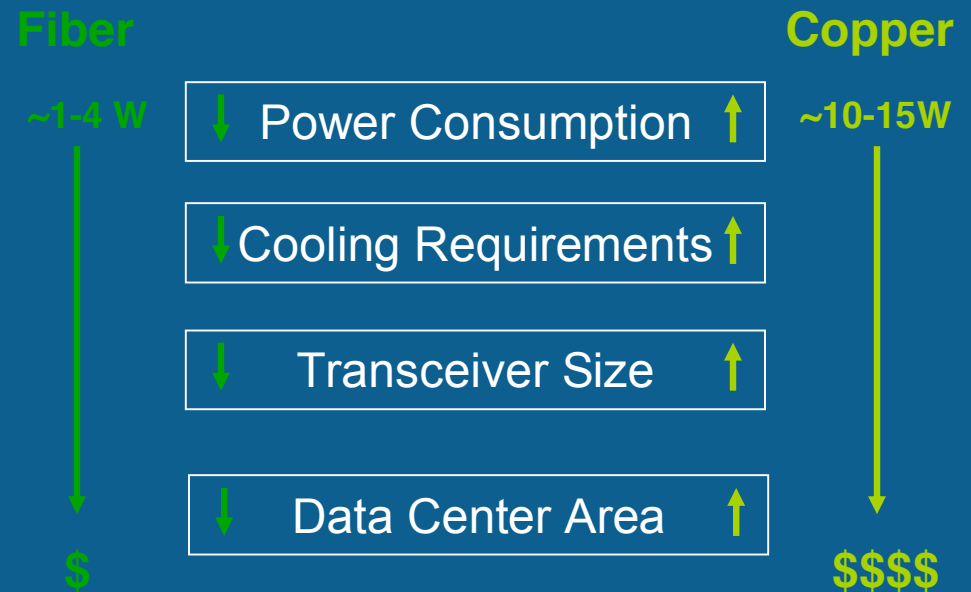 Fiber
Copper
~1-4 W
Power Consumption
~10-15W
Cooling Requirements
Transceiver Size
Data Center Area
$
$$$$